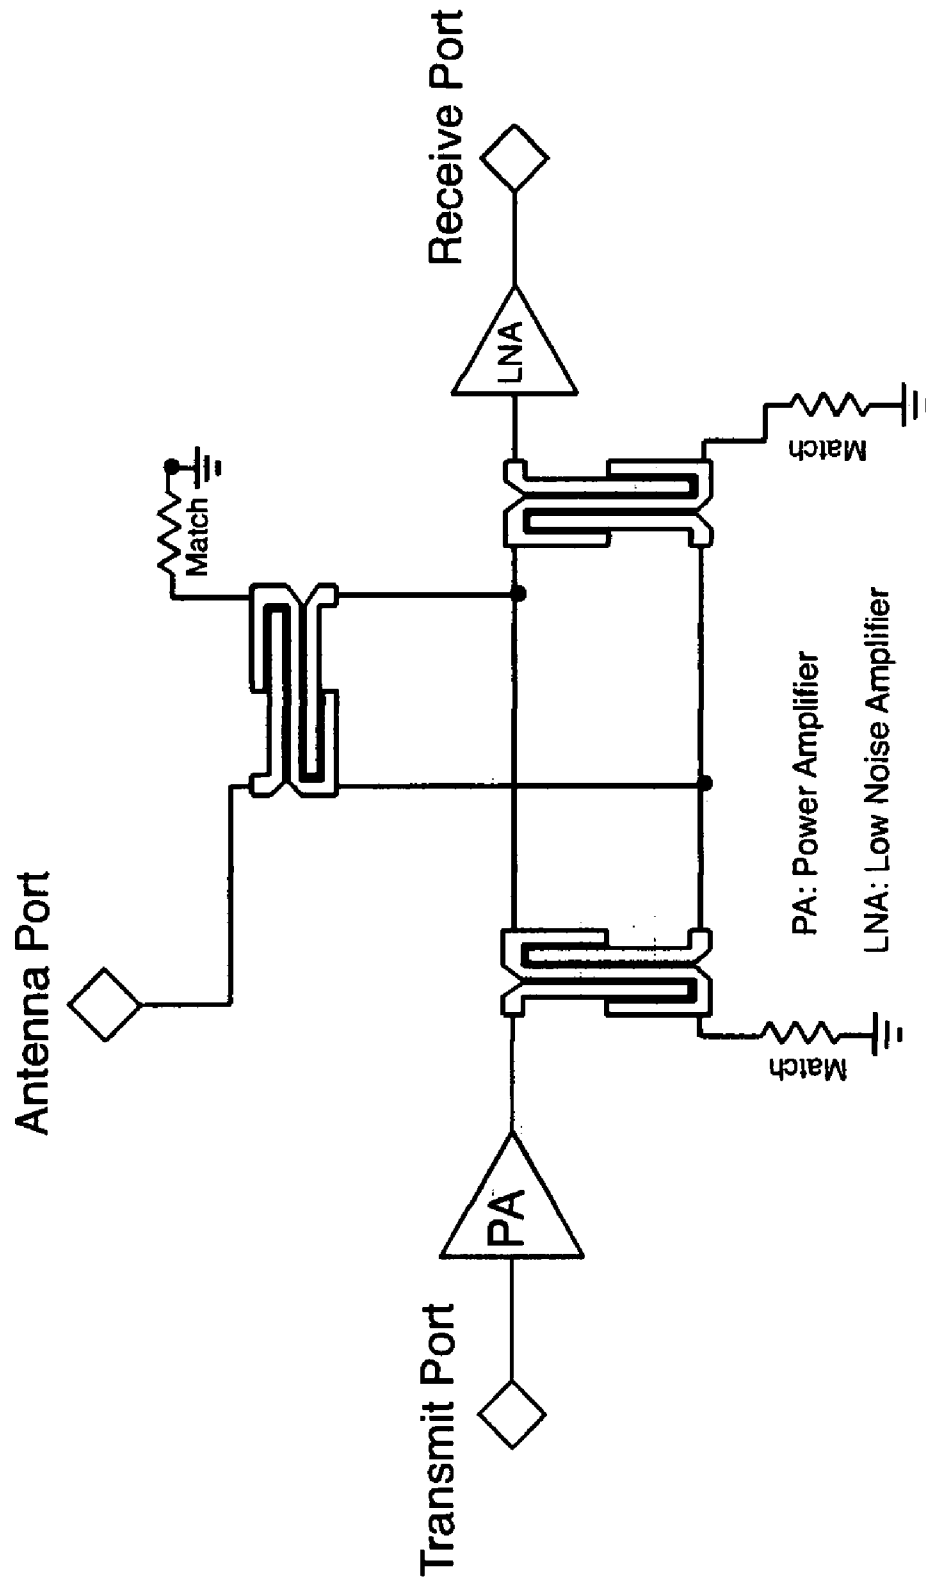 Antenna Port
Match
Transmit Port
PA
LNA
Receive Port
Match
Match
PA: Power Amplifier
LNA: Low Noise Amplifier